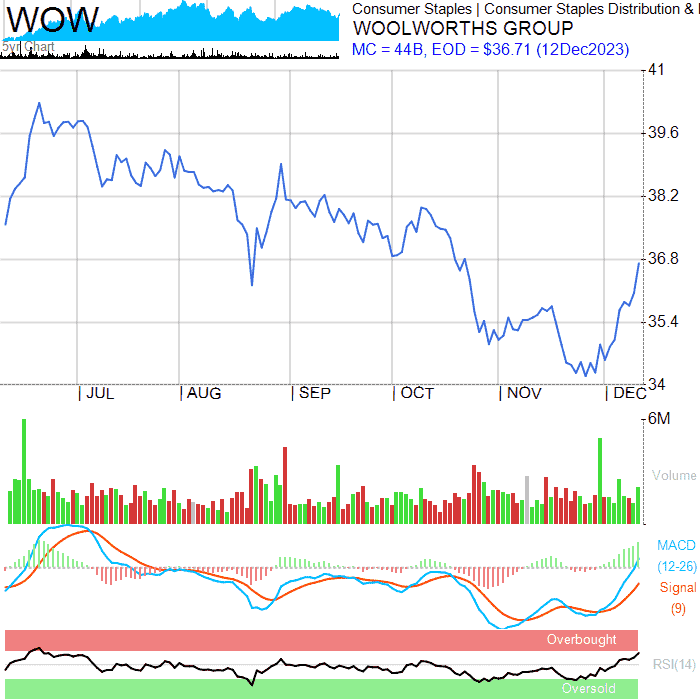 WOW
5yr Chart
Consumer Staples | Consumer Staples Distribution &
WOOLWORTHS GROUP
MC = 44B, EOD = $36.71 (12Dec2023)
41
39.6
38.2
36.8
35.4
34
| JUL | AUG | SEP | OCT | NOV | DEC
6M
Volume
MACD
(12-26)
Signal
(9)
Overbought
RSI(14)
Oversold